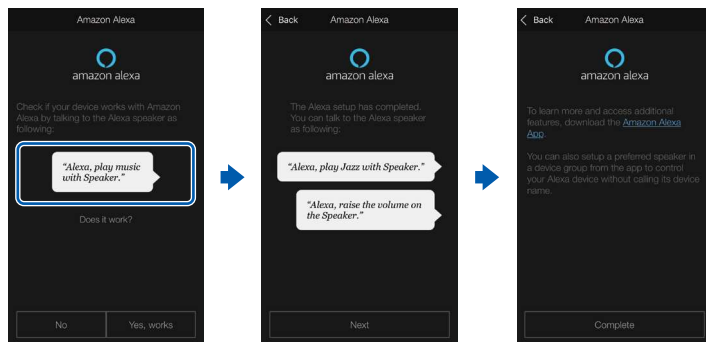 Amazon Alexa
amazon alexa
Check if your device works with Amazon
Alexa by talking to the Alexa speaker as
following:
“Alexa, play music
with Speaker.”
Does it work?
No
Yes, works
Back
Amazon Alexa
amazon alexa
The Alexa setup has completed.
You can talk to the Alexa speaker
as following:
“Alexa, play Jazz with Speaker.”
“Alexa, raise the volume on
the Speaker.”
Next
Back
Amazon Alexa
amazon alexa
To learn more and access additional
features, download the Amazon Alexa
App.
You can also setup a preferred speaker in
a device group from the app to control
your Alexa device without calling its device
name.
Complete